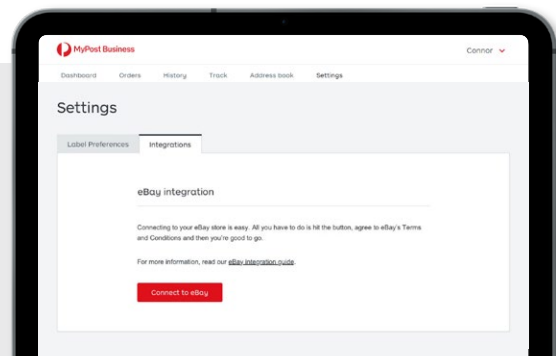 MyPost Business
Connor
Dashboard Orders History Track Address book Settings
Settings
Label Preferences Integrations
eBay integration
Connecting to your eBay store is easy. All you have to do is hit the button, agree to eBay's Terms
and Conditions and then you're good to go.
For more information, read our eBay integration guide.
Connect to eBay